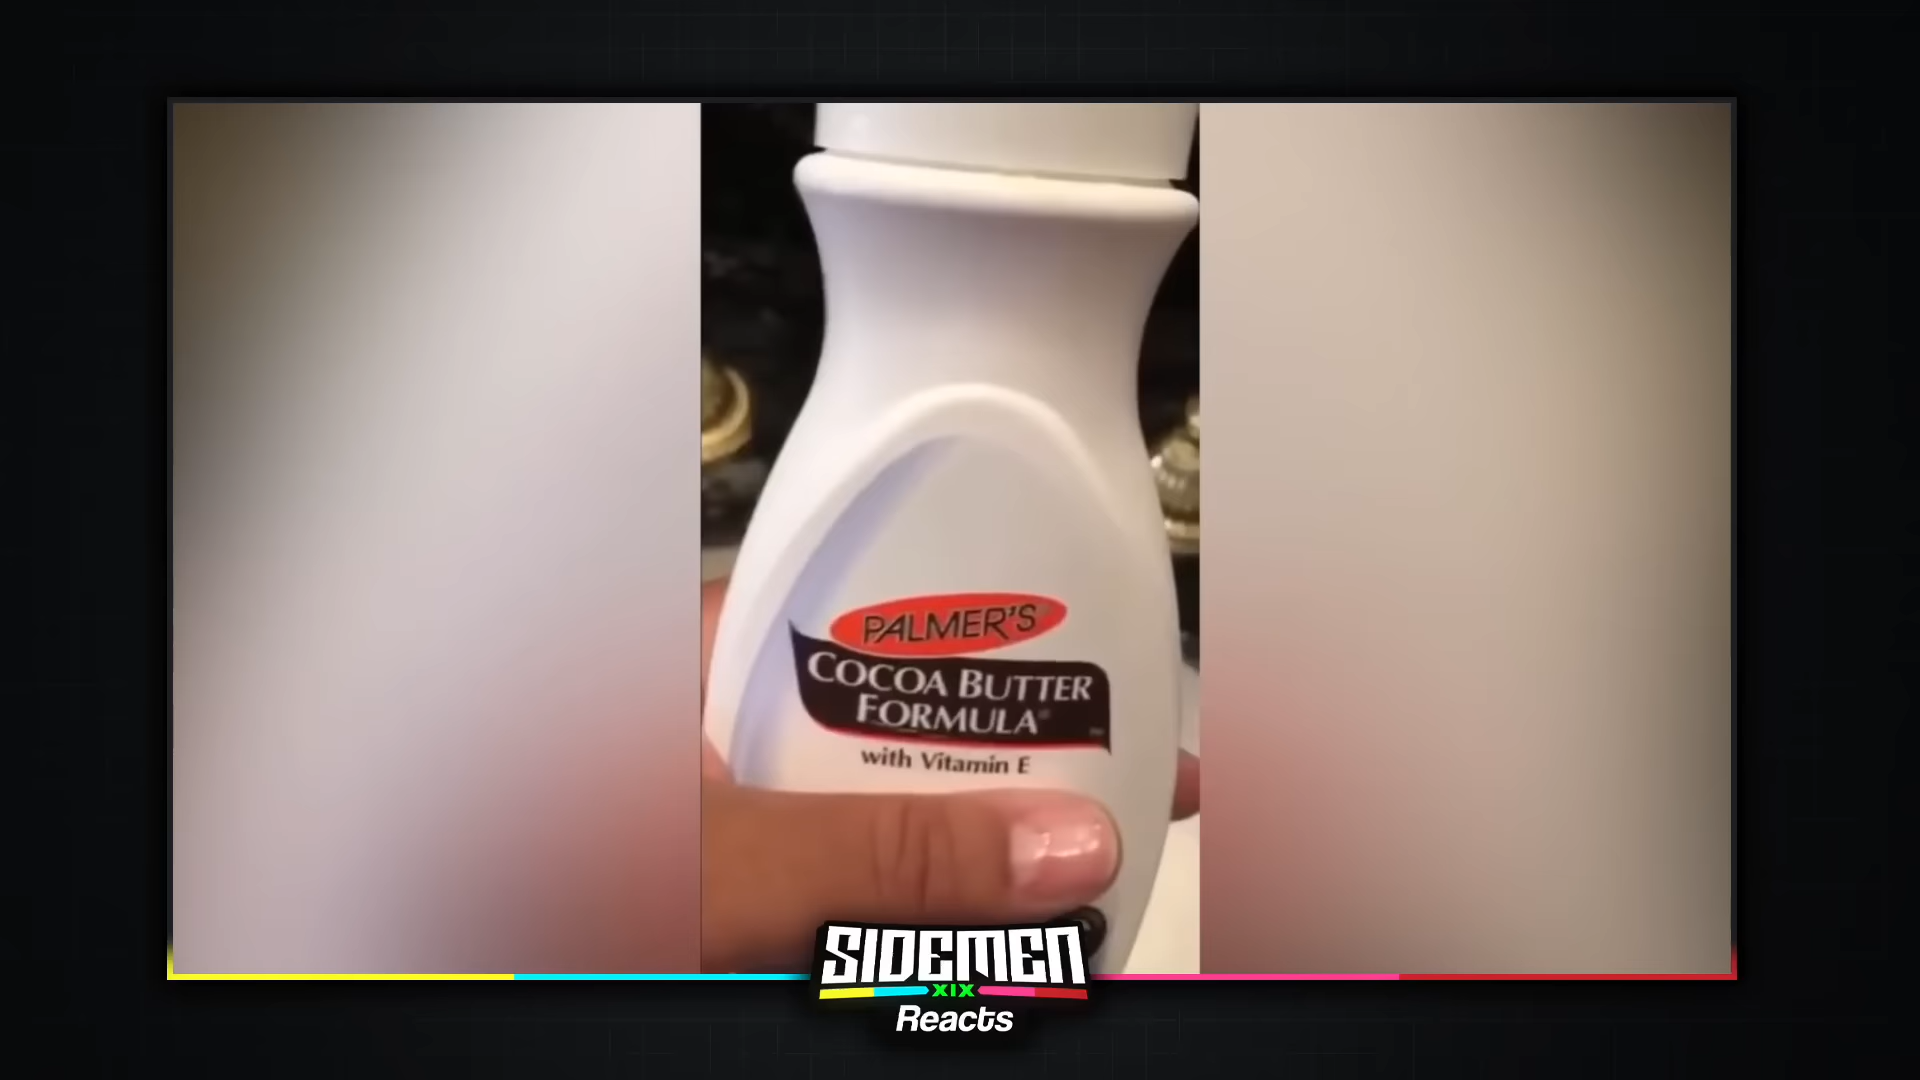 PALMER'S
COCOA BUTTER
FORMULA®
with Vitamin E
SIDEMEN
XIX
Reacts